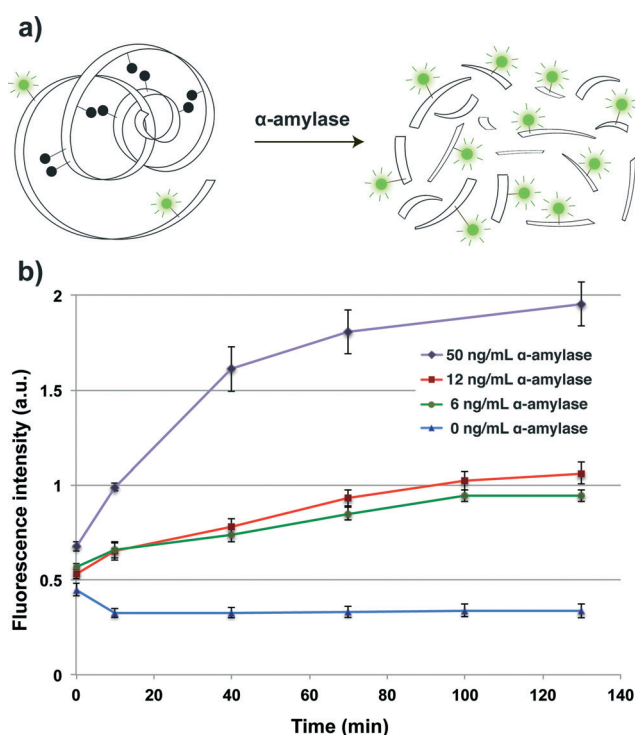 a)
α-amylase
b)
Fluorescence intensity (a.u.)
2
1.5
1
0.5
0
50 ng/mL α-amylase
12 ng/mL α-amylase
6 ng/mL α-amylase
0 ng/mL α-amylase
0 20 40 60 80 100 120 140
Time (min)